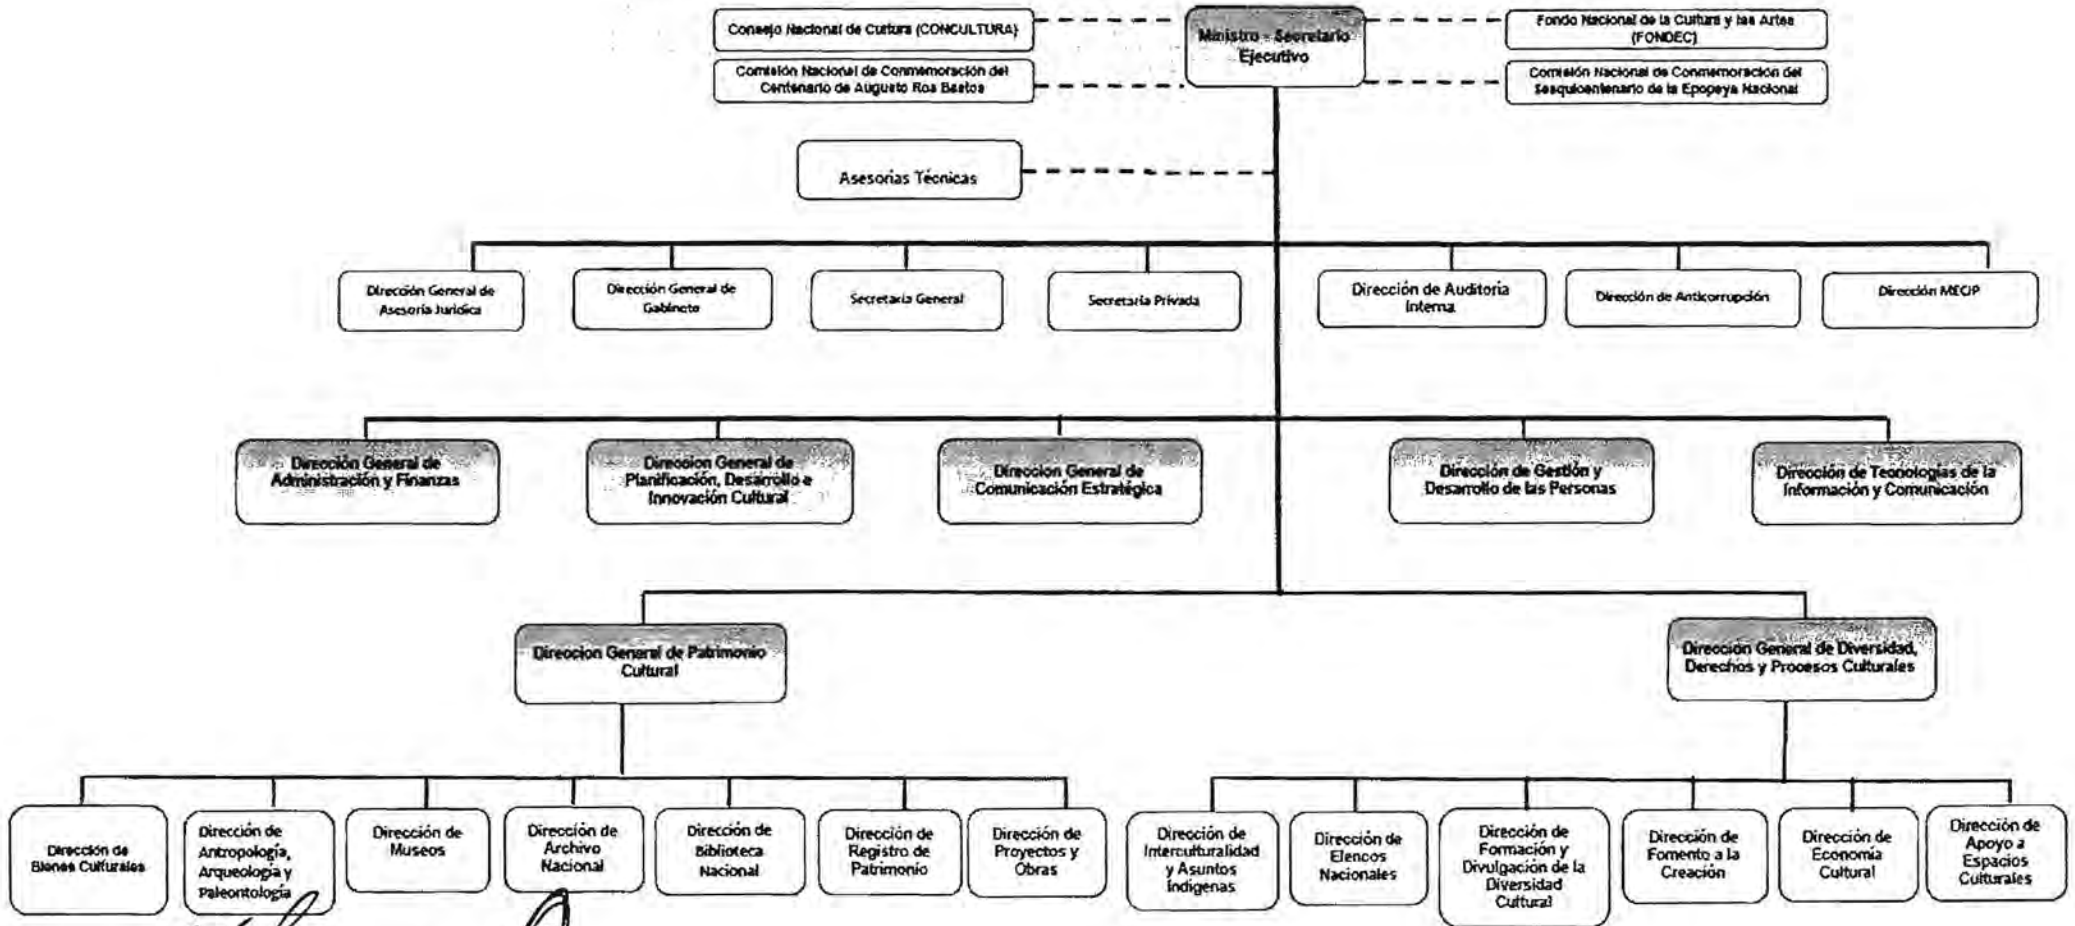 Consejo Nacional de Cultura (CONCULTURA)
Ministro - Secretario
Ejecutivo
Fondo Nacional de la Cultura y las Artes
(FONDEC)
Comisión Nacional de Conmemoración del
Centenario de Augusto Roa Bastos
Comisión Nacional de Conmemoración del
Sesquicentenario de la Epopeya Nacional
Asesorías Técnicas
Dirección General de
Asesoría Jurídica
Dirección General de
Gabinete
Secretaría General
Secretaría Privada
Dirección de Auditoría
Interna
Dirección de Anticorrupción
Dirección MECIP
Dirección General de
Administración y Finanzas
Direccion General de
Planificación, Desarrollo e
Innovación Cultural
Direccion General de
Comunicación Estratégica
Dirección de Gestión y
Desarrollo de las Personas
Dirección de Tecnologías de la
Información y Comunicación
Direccion General de Patrimonio
Cultural
Dirección General de Diversidad,
Derechos y Procesos Culturales
Dirección de
Bienes Culturales
Dirección de
Antropología,
Arqueología y
Paleontología
Dirección de
Museos
Dirección de
Archivo
Nacional
Dirección de
Biblioteca
Nacional
Dirección de
Registro de
Patrimonio
Dirección de
Proyectos y
Obras
Dirección de
Interculturalidad
y Asuntos
Indígenas
Dirección de
Elencos
Nacionales
Dirección de
Formación y
Divulgación de la
Diversidad
Cultural
Dirección de
Fomento a la
Creación
Dirección de
Economía
Cultural
Dirección de
Apoyo a
Espacios
Culturales